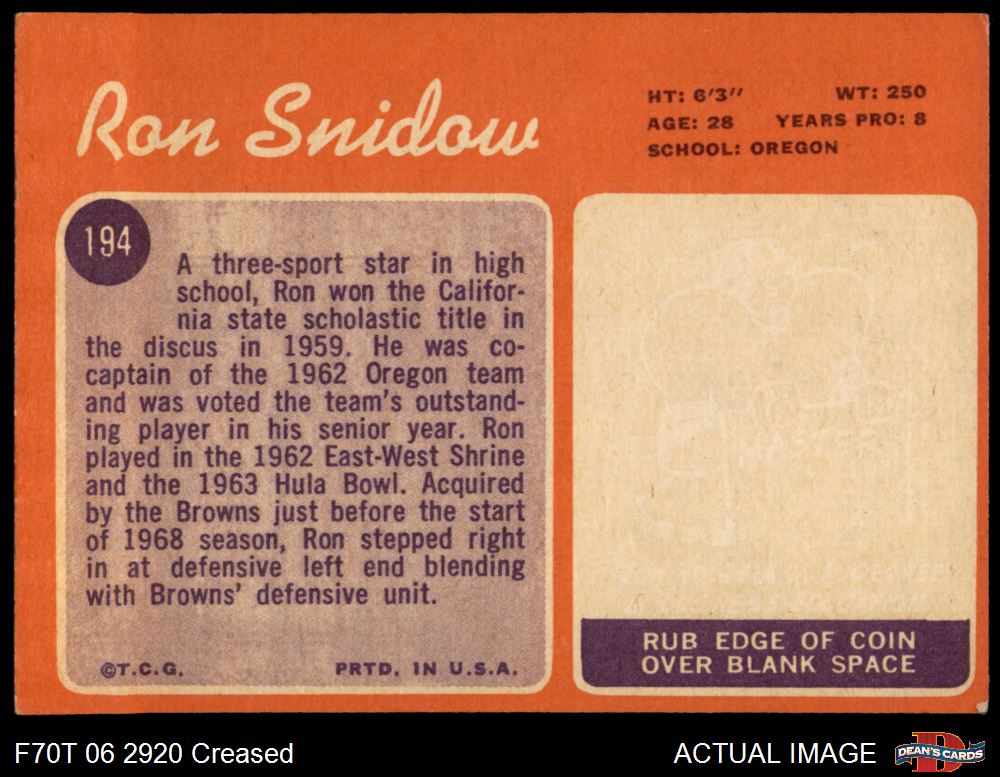 Ron Snidow
HT: 6'3'' WT: 250
AGE: 28 YEARS PRO: 8
SCHOOL: OREGON
194
A three-sport star in high
school, Ron won the Califor-
nia state scholastic title in
the discus in 1959. He was co-
captain of the 1962 Oregon team
and was voted the team's outstand-
ing player in his senior year. Ron
played in the 1962 East-West Shrine
and the 1963 Hula Bowl. Acquired
by the Browns just before the start
of 1968 season, Ron stepped right
in at defensive left end blending
with Browns' defensive unit.
©T.C.G. PRTD. IN U.S.A.
RUB EDGE OF COIN
OVER BLANK SPACE
F70T 06 2920 Creased
ACTUAL IMAGE
DEAN'S CARDS